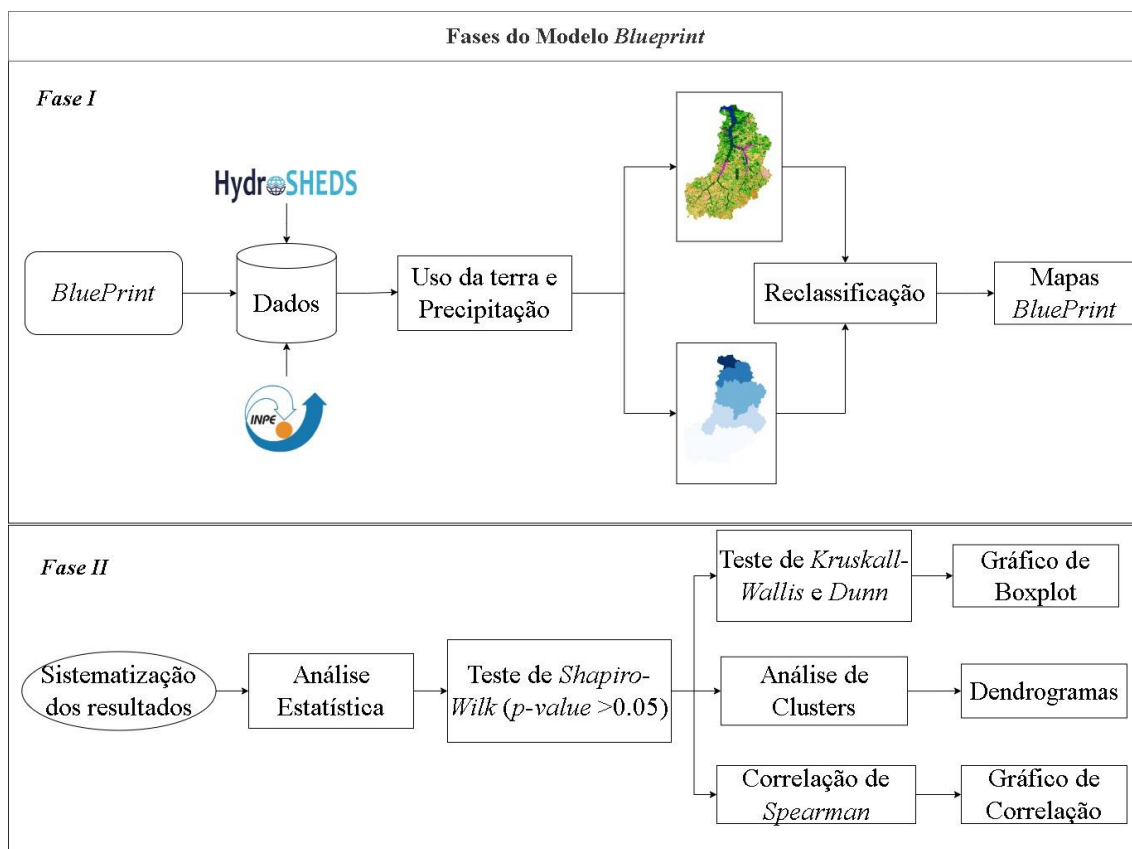 Fases do Modelo Blueprint
Fase I
HydroSHEDS
BluePrint
Dados
INPE
Uso da terra e
Precipitação
Reclassificação
Mapas
BluePrint
Fase II
Sistematização
dos resultados
Análise
Estatística
Teste de Shapiro-
Wilk (p-value >0.05)
Teste de Kruskall-
Wallis e Dunn
Gráfico de
Boxplot
Análise de
Clusters
Dendrogramas
Correlação de
Spearman
Gráfico de
Correlação